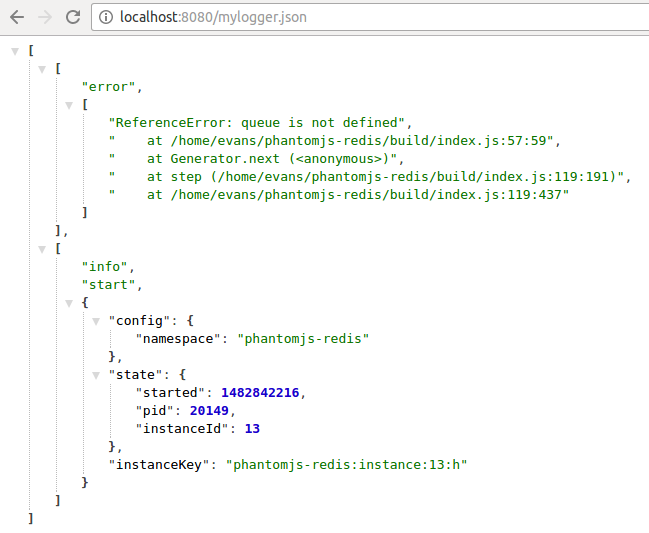 localhost:8080/mylogger.json
[
[
"error",
[
"ReferenceError: queue is not defined",
"    at /home/evans/phantomjs-redis/build/index.js:57:59",
"    at Generator.next (<anonymous>)",
"    at step (/home/evans/phantomjs-redis/build/index.js:119:191)",
"    at /home/evans/phantomjs-redis/build/index.js:119:437"
]
],
[
"info",
"start",
{
"config": {
"namespace": "phantomjs-redis"
},
"state": {
"started": 1482842216,
"pid": 20149,
"instanceId": 13
},
"instanceKey": "phantomjs-redis:instance:13:h"
}
]
]